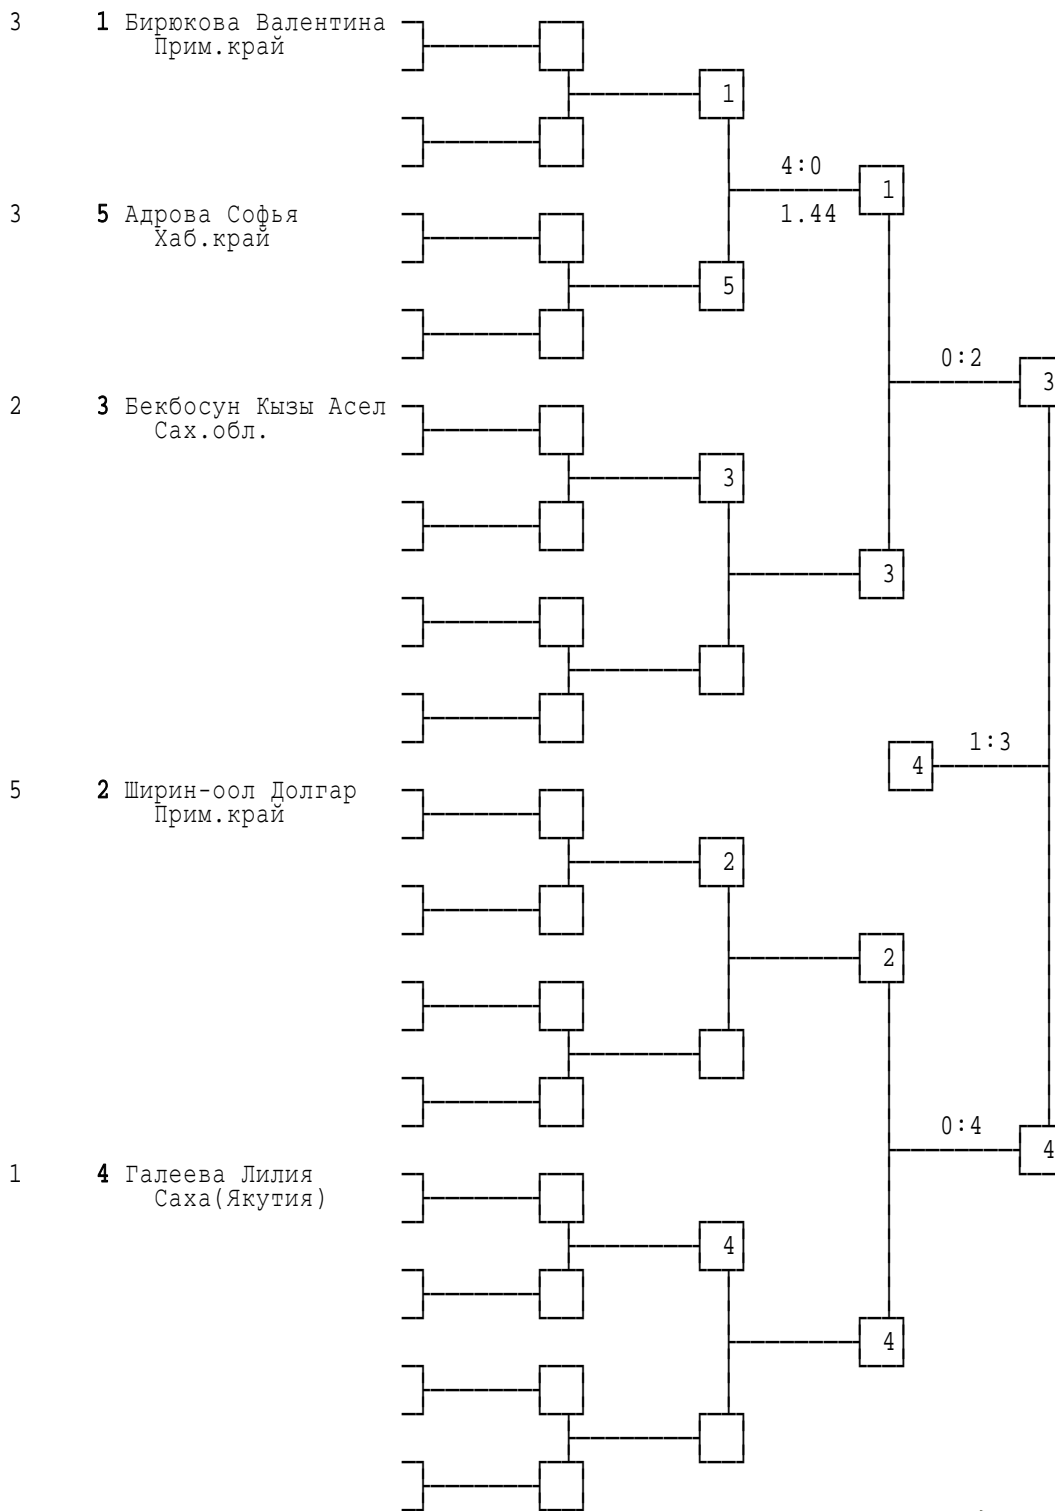 3 1 Бирюкова Валентина
Прим.край
1
4:0
1
1.44
3 5 Адрова Софья
Хаб.край
5
0:2
3
2 3 Бекбосун Кызы Асел
Сах.обл.
3
3
1:3
4
5 2 Ширин-оол Долгар
Прим.край
2
2
0:4
4
1 4 Галеева Лилия
Саха(Якутия)
4
4